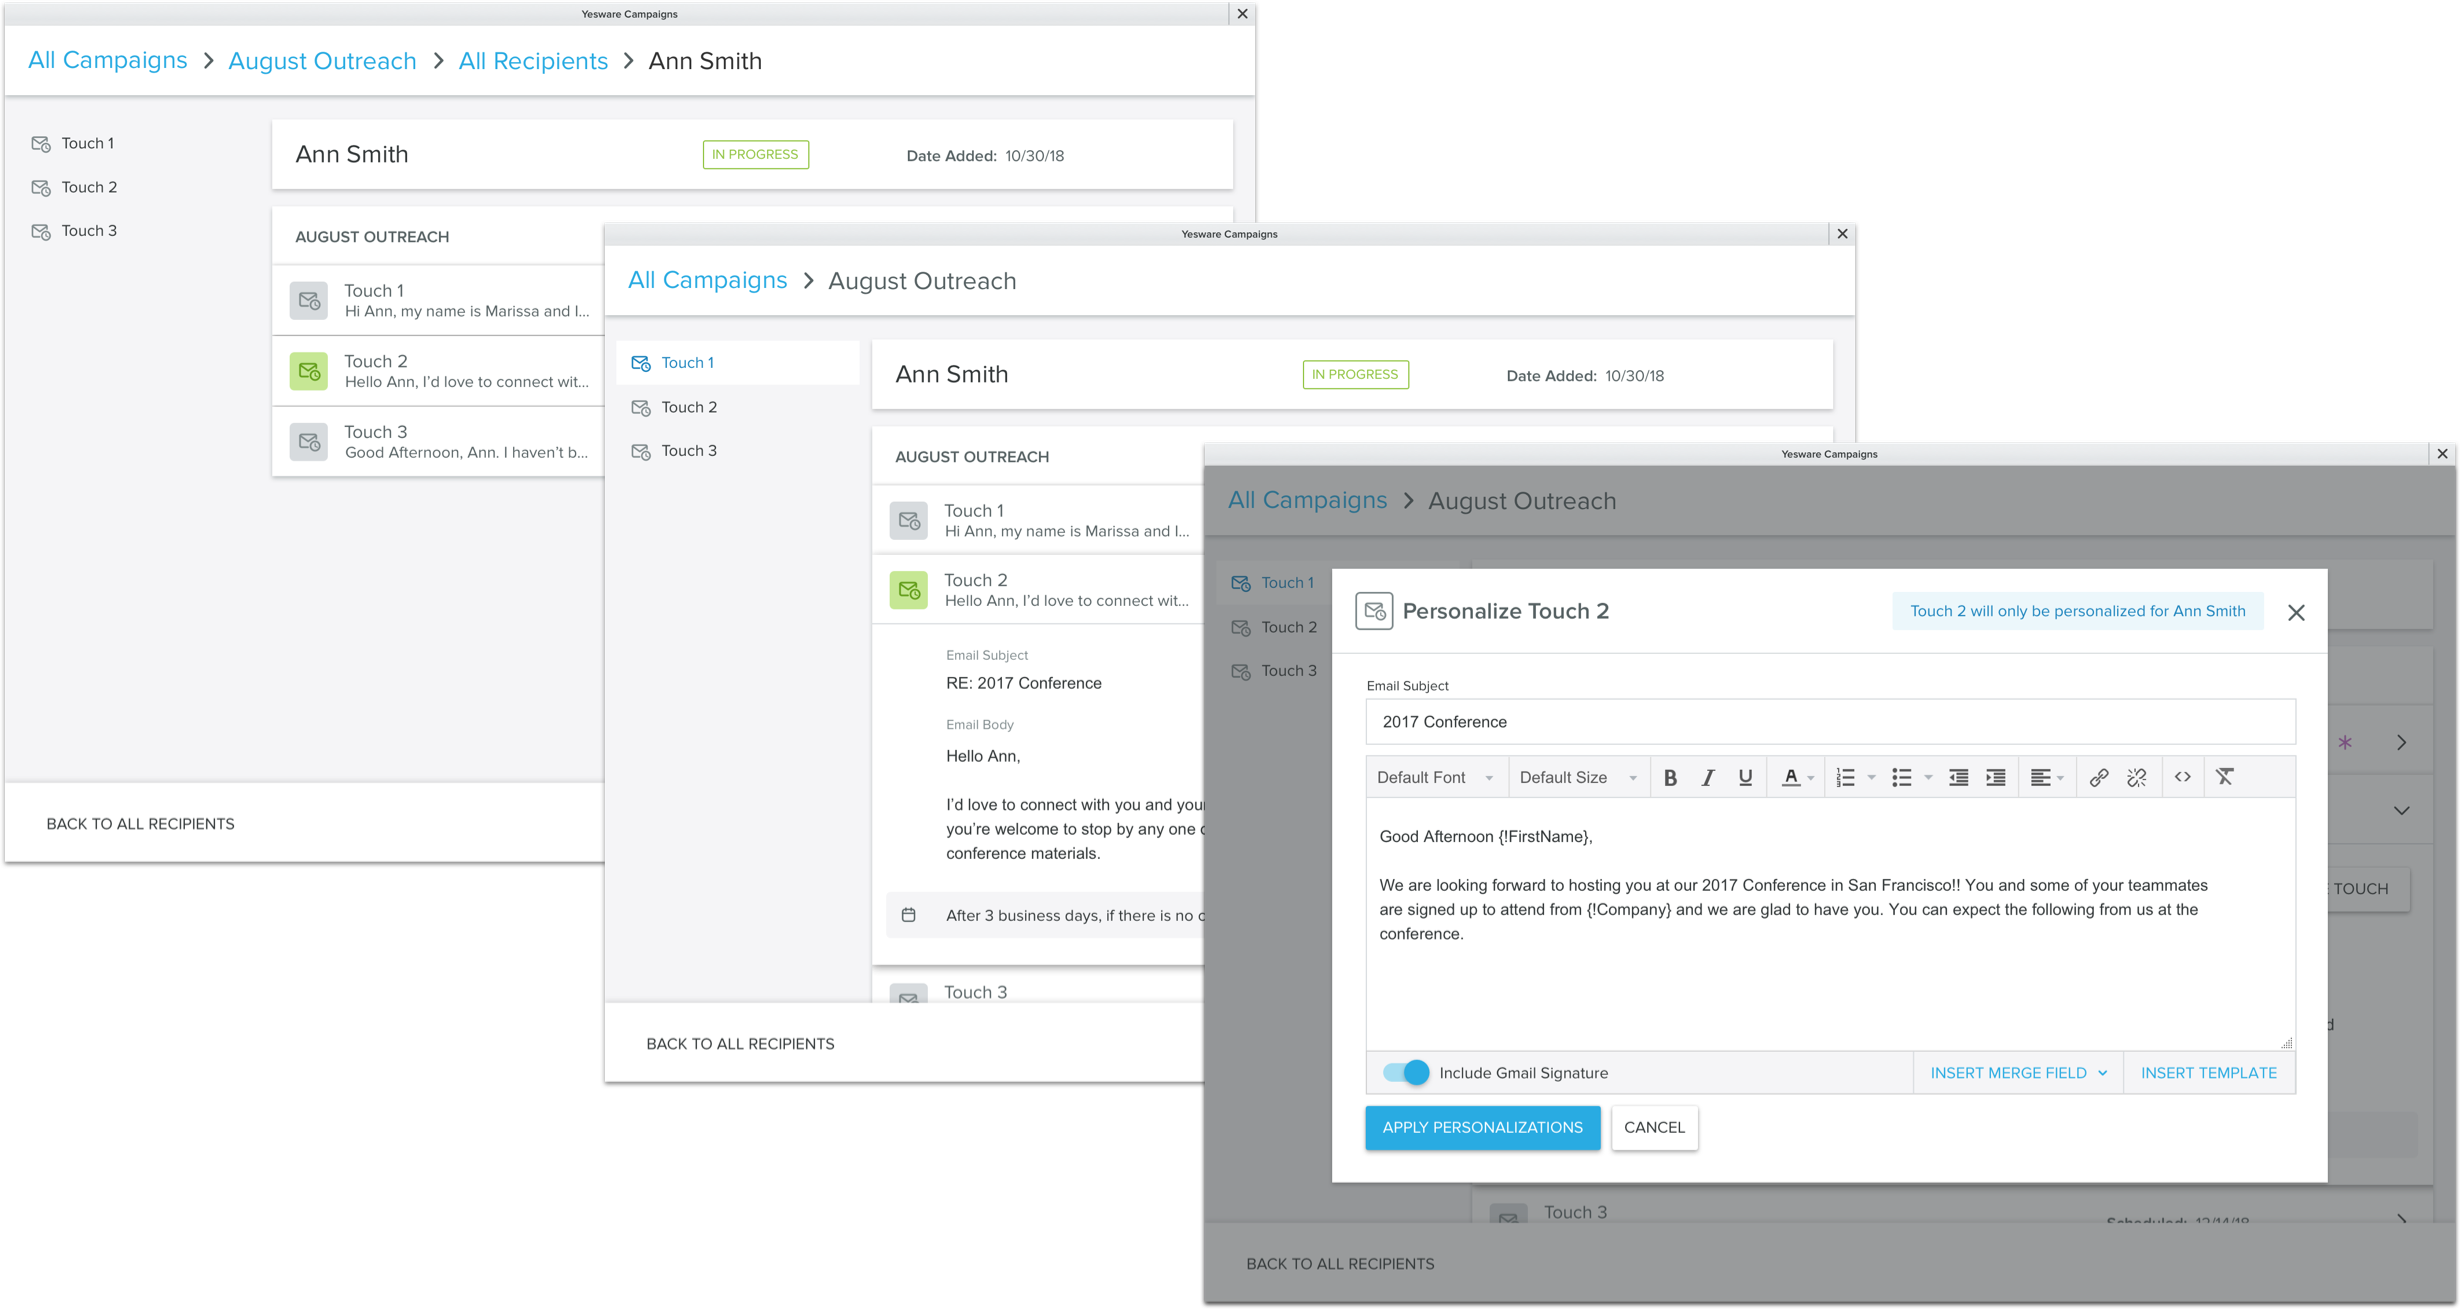 Yesware Campaigns
All Campaigns > August Outreach > All Recipients > Ann Smith
Touch 1
Touch 2
Touch 3
Ann Smith
IN PROGRESS
Date Added: 10/30/18
AUGUST OUTREACH
Touch 1
Hi Ann, my name is Marissa and I...
Touch 2
Hello Ann, I’d love to connect wit...
Touch 3
Good Afternoon, Ann. I haven’t b...
BACK TO ALL RECIPIENTS
Yesware Campaigns
All Campaigns > August Outreach
Touch 1
Touch 2
Touch 3
Ann Smith
IN PROGRESS
Date Added: 10/30/18
AUGUST OUTREACH
Touch 1
Hi Ann, my name is Marissa and I...
Touch 2
Hello Ann, I’d love to connect wit...
Email Subject
RE: 2017 Conference
Email Body
Hello Ann,
I’d love to connect with you and your
you’re welcome to stop by any one
conference materials.
After 3 business days, if there is no
Touch 3
BACK TO ALL RECIPIENTS
Yesware Campaigns
All Campaigns > August Outreach
Touch 1
Touch 2
Touch 3
Personalize Touch 2
Touch 2 will only be personalized for Ann Smith
Email Subject
2017 Conference
Default Font
Default Size
B I U A
Good Afternoon {!FirstName},
We are looking forward to hosting you at our 2017 Conference in San Francisco!! You and some of your teammates
are signed up to attend from {!Company} and we are glad to have you. You can expect the following from us at the
conference.
Include Gmail Signature
INSERT MERGE FIELD
INSERT TEMPLATE
APPLY PERSONALIZATIONS
CANCEL
TOUCH
Touch 3
Scheduled: 12/14/18
BACK TO ALL RECIPIENTS